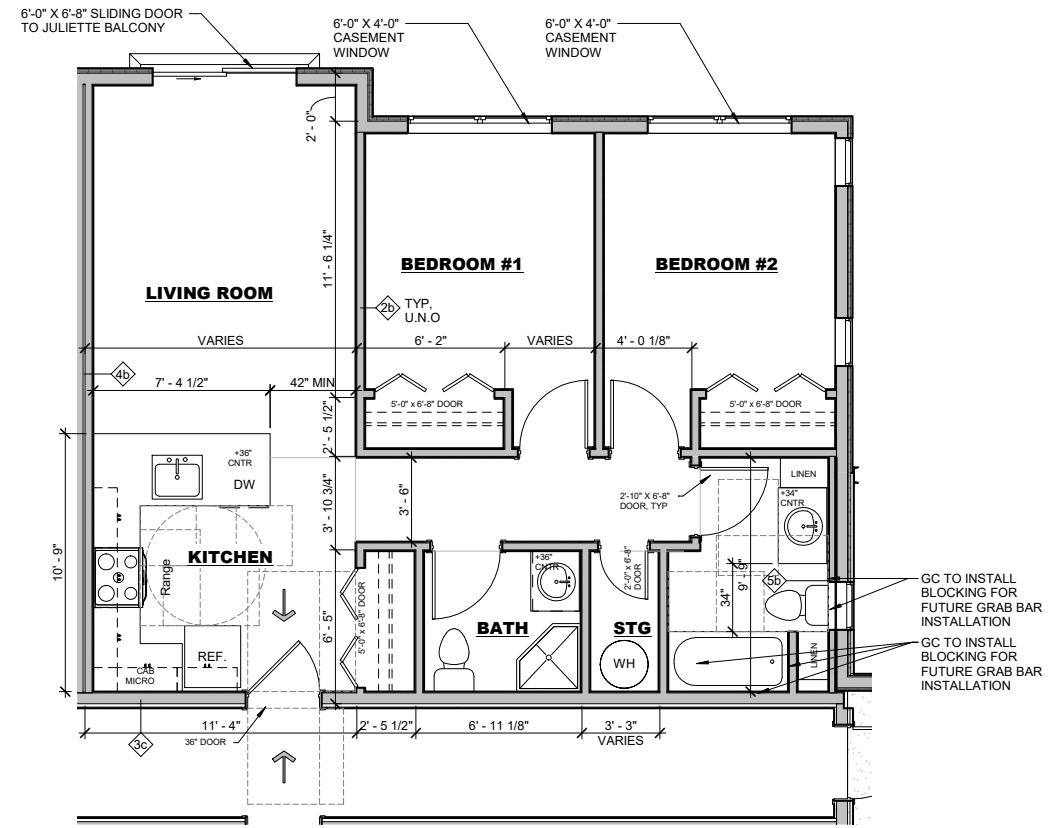 6'-0" X 6'-8" SLIDING DOOR
TO JULIETTE BALCONY
6'-0" X 4'-0"
CASEMENT
WINDOW
6'-0" X 4'-0"
CASEMENT
WINDOW
2' - 0"
11' - 6 1/4"
BEDROOM #1
BEDROOM #2
LIVING ROOM
2b
TYP,
U.N.O
VARIES
6' - 2"
VARIES
4' - 0 1/8"
4b
7' - 4 1/2"
42" MIN
5'-0" x 6'-8" DOOR
5'-0" x 6'-8" DOOR
2' - 5 1/2"
+36"
CNTR
DW
3' - 10 3/4"
3' - 6"
2'-10" X 6'-8"
DOOR, TYP
LINEN
+34"
CNTR
10' - 9"
KITCHEN
Range
5'-0" x 6'-8" DOOR
+36"
CNTR
2'-0" x 6'-8"
DOOR
34"
9' - 9"
5b
GC TO INSTALL
BLOCKING FOR
FUTURE GRAB BAR
INSTALLATION
6' - 5"
BATH
STG
WH
REF.
CAB
MICRO
LINEN
GC TO INSTALL
BLOCKING FOR
FUTURE GRAB BAR
INSTALLATION
11' - 4"
2' - 5 1/2"
6' - 11 1/8"
3' - 3"
VARIES
3c
36" DOOR